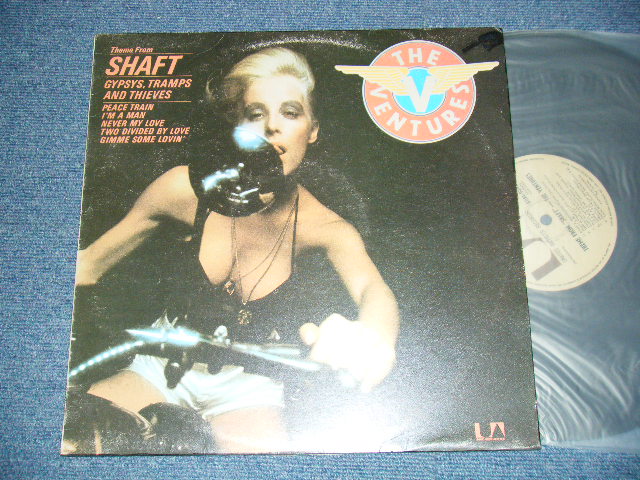 Theme From
SHAFT
GYPSYS, TRAMPS
AND THIEVES
PEACE TRAIN
I'M A MAN
NEVER MY LOVE
TWO DIVIDED BY LOVE
GIMME SOME LOVIN'
THE
V
VENTURES
UA